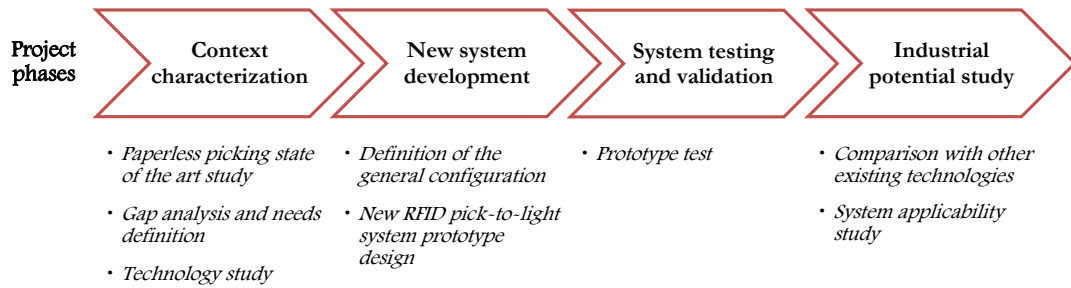 Project
phases
Context
characterization
New system
development
System testing
and validation
Industrial
potential study
• Paperless picking state
of the art study
• Gap analysis and needs
definition
• Technology study
• Definition of the
general configuration
• New RFID pick-to-light
system prototype
design
• Prototype test
• Comparison with other
existing technologies
• System applicability
study